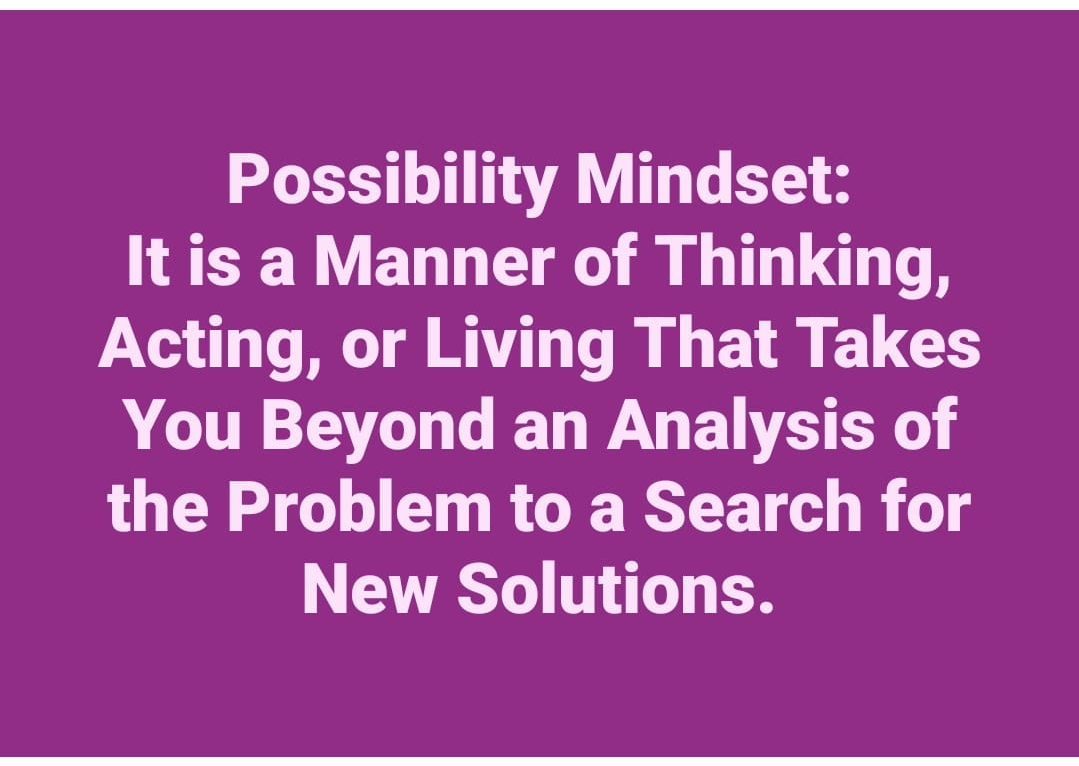 Possibility Mindset:
It is a Manner of Thinking,
Acting, or Living That Takes
You Beyond an Analysis of
the Problem to a Search for
New Solutions.